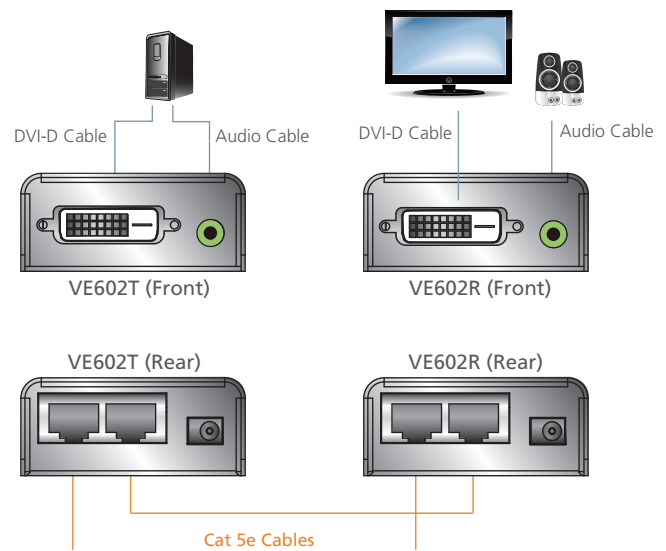 DVI-D Cable
Audio Cable
DVI-D Cable
Audio Cable
VE602T (Front)
VE602R (Front)
VE602T (Rear)
VE602R (Rear)
Cat 5e Cables